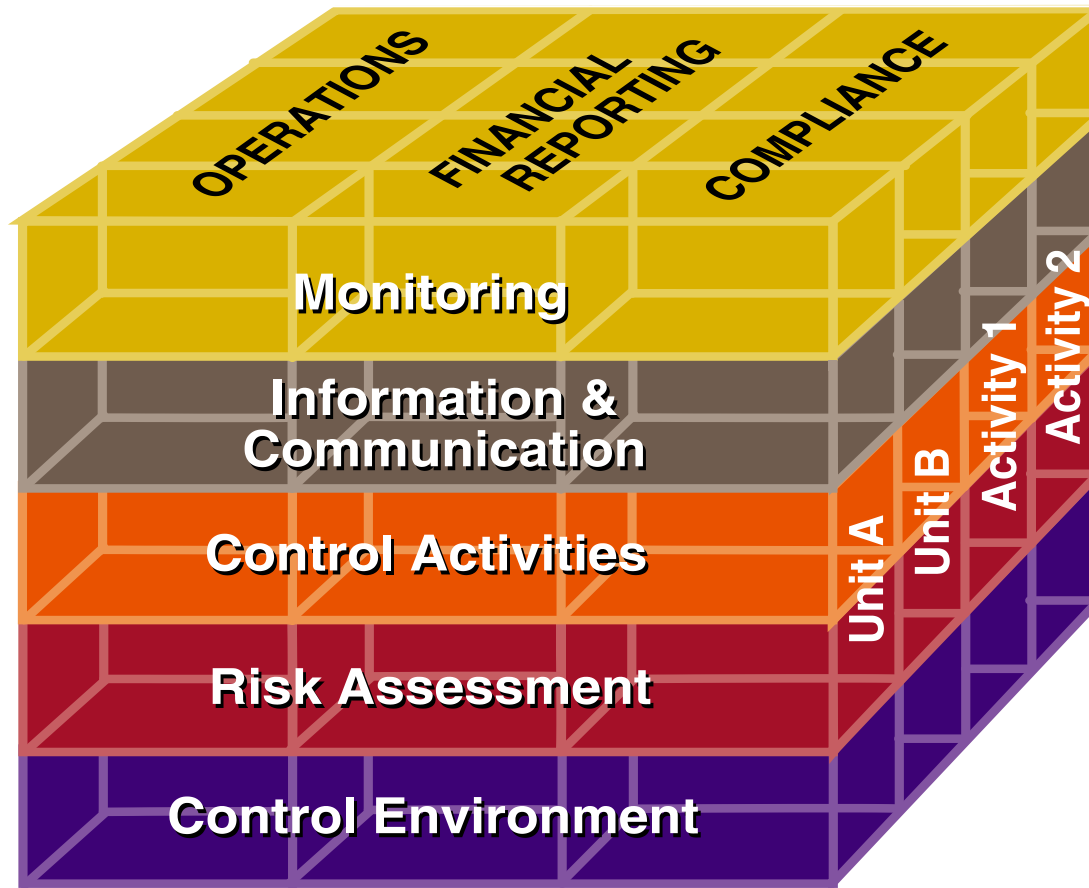 OPERATIONS
FINANCIAL
REPORTING
COMPLIANCE
Monitoring
Information &
Communication
Control Activities
Risk Assessment
Control Environment
Unit A
Unit B
Activity 1
Activity 2